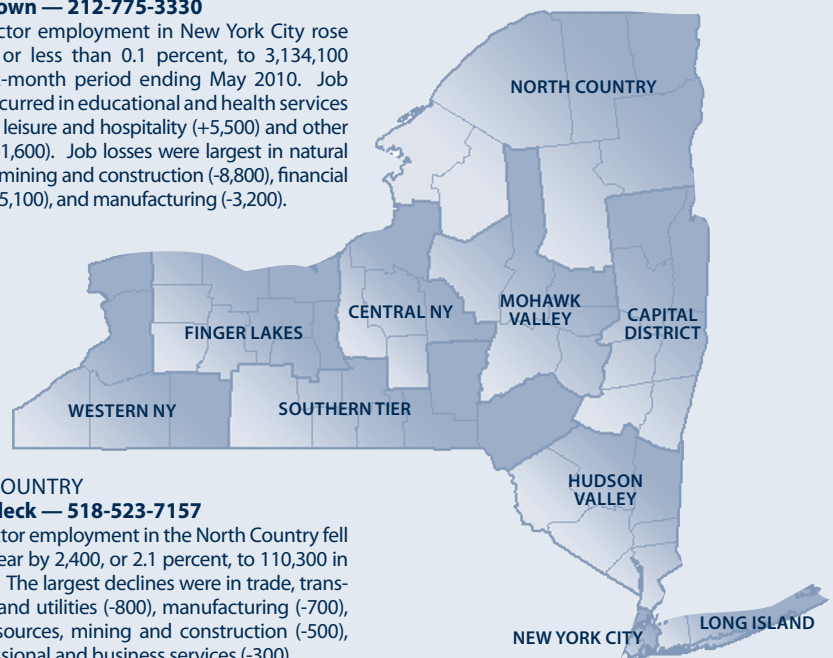 own — 212-775-3330
ctor employment in New York City rose
or less than 0.1 percent, to 3,134,100
-month period ending May 2010. Job
curred in educational and health services
leisure and hospitality (+5,500) and other
1,600). Job losses were largest in natural
mining and construction (-8,800), financial
5,100), and manufacturing (-3,200).
NORTH COUNTRY
CENTRAL NY
MOHAWK
VALLEY
CAPITAL
DISTRICT
FINGER LAKES
WESTERN NY
SOUTHERN TIER
HUDSON
VALLEY
NEW YORK CITY
LONG ISLAND
OUNTRY
leck — 518-523-7157
ctor employment in the North Country fell
ear by 2,400, or 2.1 percent, to 110,300 in
The largest declines were in trade, trans-
and utilities (-800), manufacturing (-700),
sources, mining and construction (-500),
sional and business services (-300).